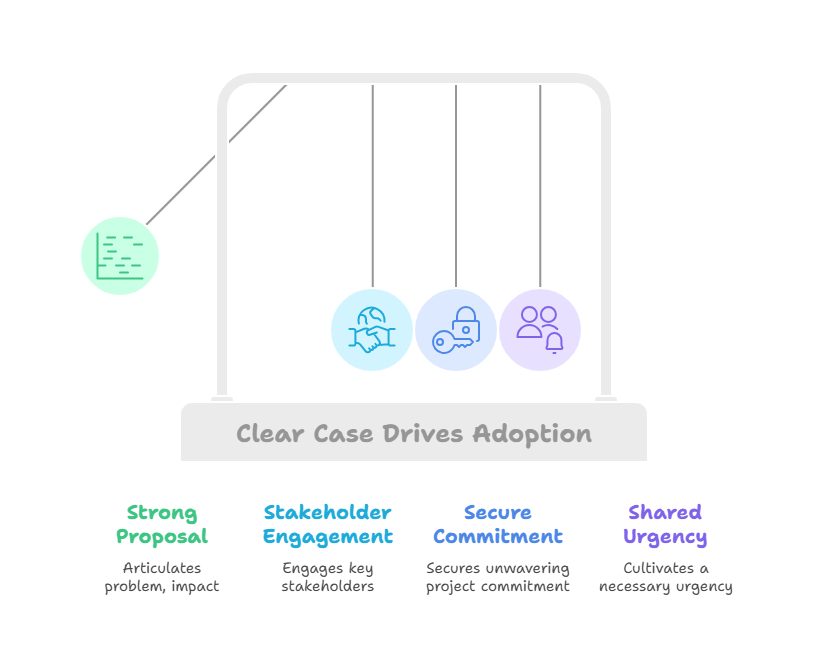 Clear Case Drives Adoption
Strong
Proposal
Articulates
problem, impact
Stakeholder
Engagement
Engages key
stakeholders
Secure
Commitment
Secures unwavering
project commitment
Shared
Urgency
Cultivates a
necessary urgency